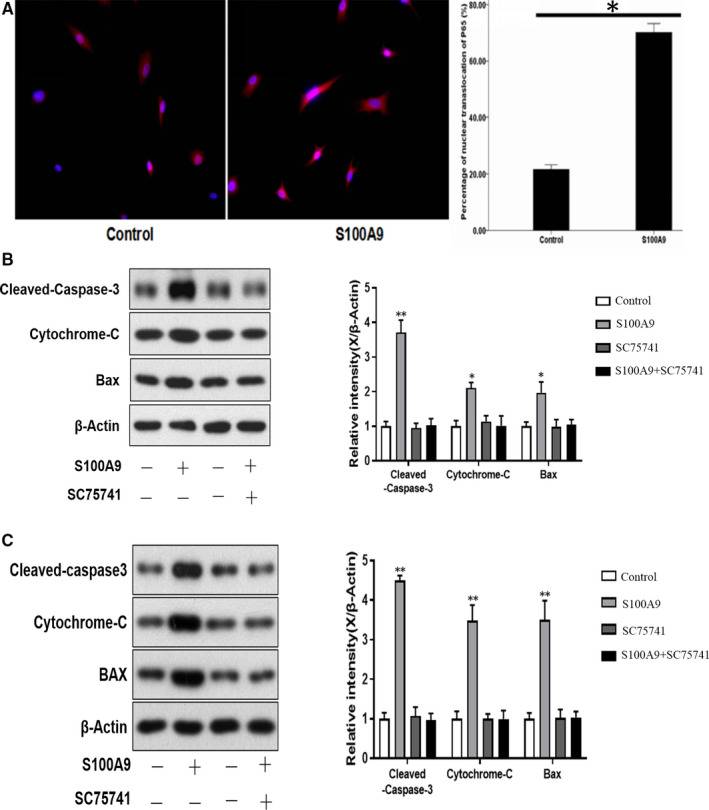 A
Control
S100A9
Percentage of nuclear transalocation of P65 (%)
80.00
60.00
40.00
20.00
.00
*
Control
S100A9
B
Cleaved-Caspase-3
Cytochrome-C
Bax
β-Actin
S100A9 – + – +
SC75741 – – – +
Relative intensity(X/β-Actin)
5
4
3
2
1
0
**
*
*
Cleaved
-Caspase-3
Cytochrome-C
Bax
Control
S100A9
SC75741
S100A9+SC75741
C
Cleaved-caspase3
Cytochrome-C
BAX
β-Actin
S100A9 – + – +
SC75741 – – – +
Relative intensity(X/β-Actin)
5
4
3
2
1
0
**
**
**
Cleaved
-Caspase-3
Cytochrome-C
Bax
Control
S100A9
SC75741
S100A9+SC75741